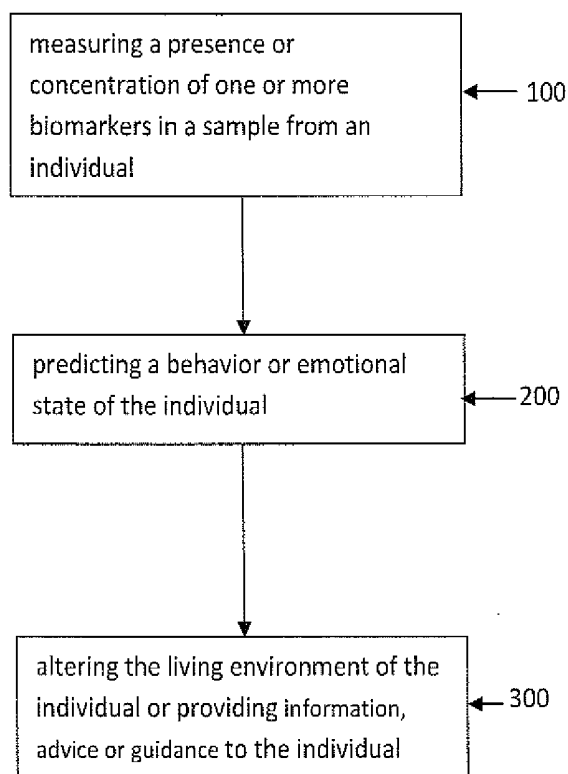 measuring a presence or
concentration of one or more
biomarkers in a sample from an
individual
100
predicting a behavior or emotional
state of the individual
200
altering the living environment of the
individual or providing information,
advice or guidance to the individual
300